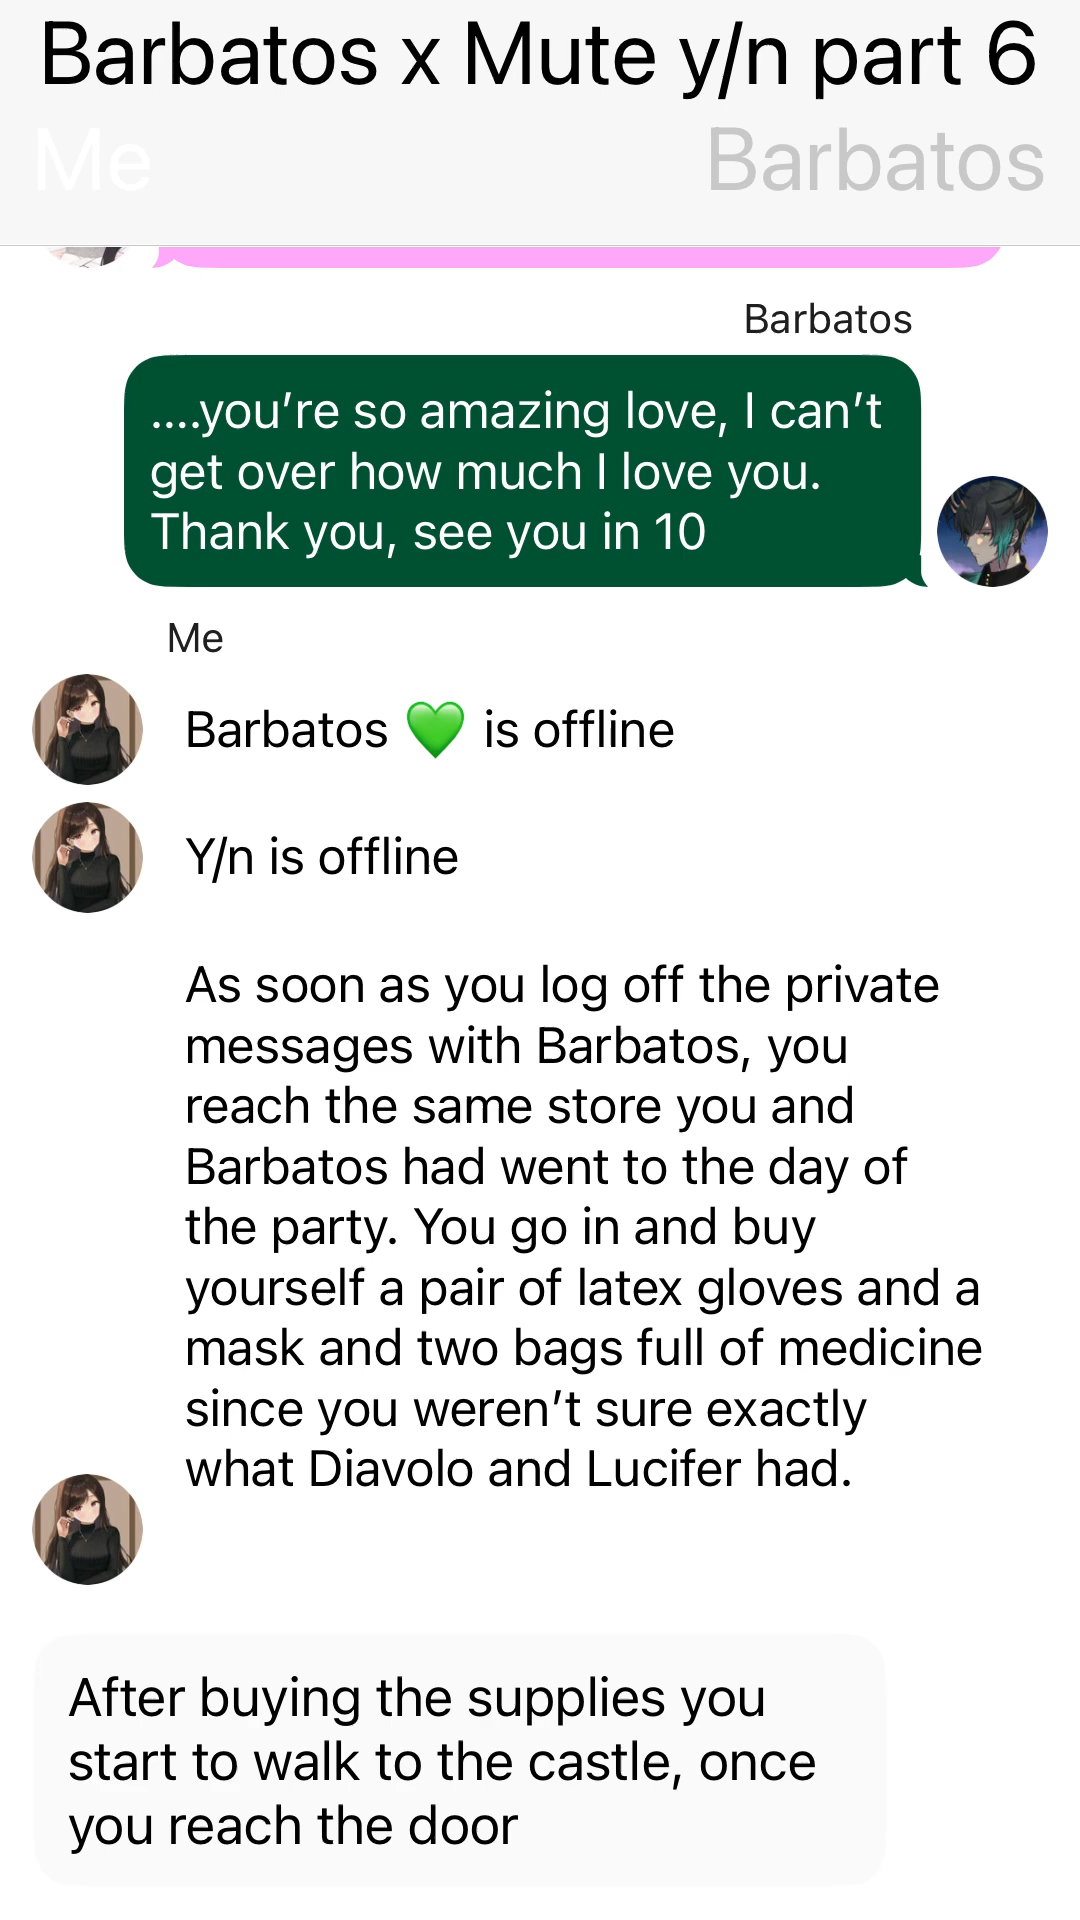 Barbatos x Mute y/n part 6
Me
Barbatos
Barbatos
....you’re so amazing love, I can’t
get over how much I love you.
Thank you, see you in 10
Me
Barbatos 💚 is offline
Y/n is offline
As soon as you log off the private
messages with Barbatos, you
reach the same store you and
Barbatos had went to the day of
the party. You go in and buy
yourself a pair of latex gloves and a
mask and two bags full of medicine
since you weren’t sure exactly
what Diavolo and Lucifer had.
After buying the supplies you
start to walk to the castle, once
you reach the door